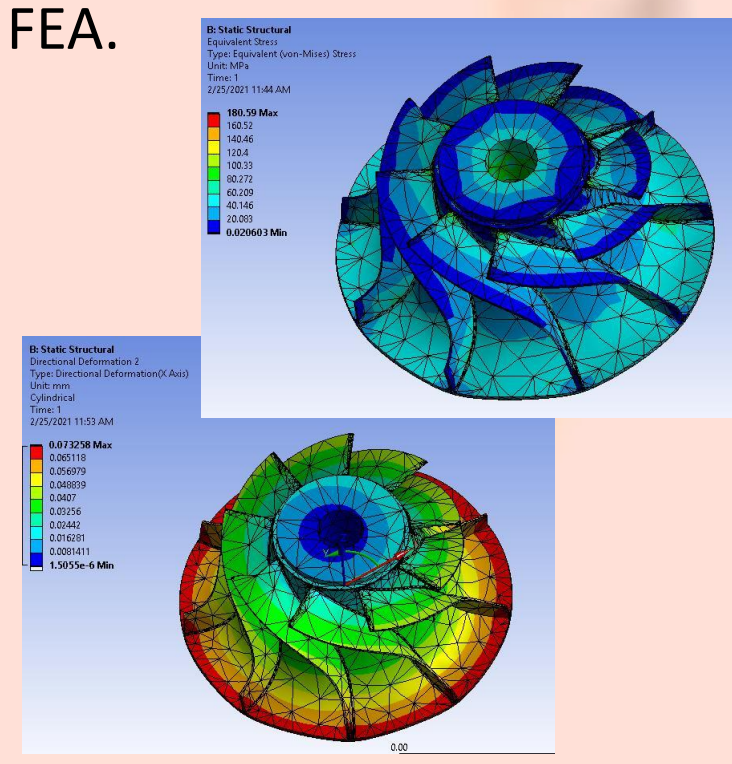 FEA.
B: Static Structural
Equivalent Stress
Type: Equivalent (von-Mises) Stress
Unit: MPa
Time: 1
2/25/2021 11:44 AM
180.59 Max
160.52
140.46
120.4
100.33
80.272
60.209
40.146
20.083
0.020603 Min
B: Static Structural
Directional Deformation 2
Type: Directional Deformation(X Axis)
Unit: mm
Cylindrical
Time: 1
2/25/2021 11:53 AM
0.073258 Max
0.065118
0.056979
0.048839
0.0407
0.03256
0.02442
0.016281
0.0081411
1.5055e-6 Min
Y
0.00